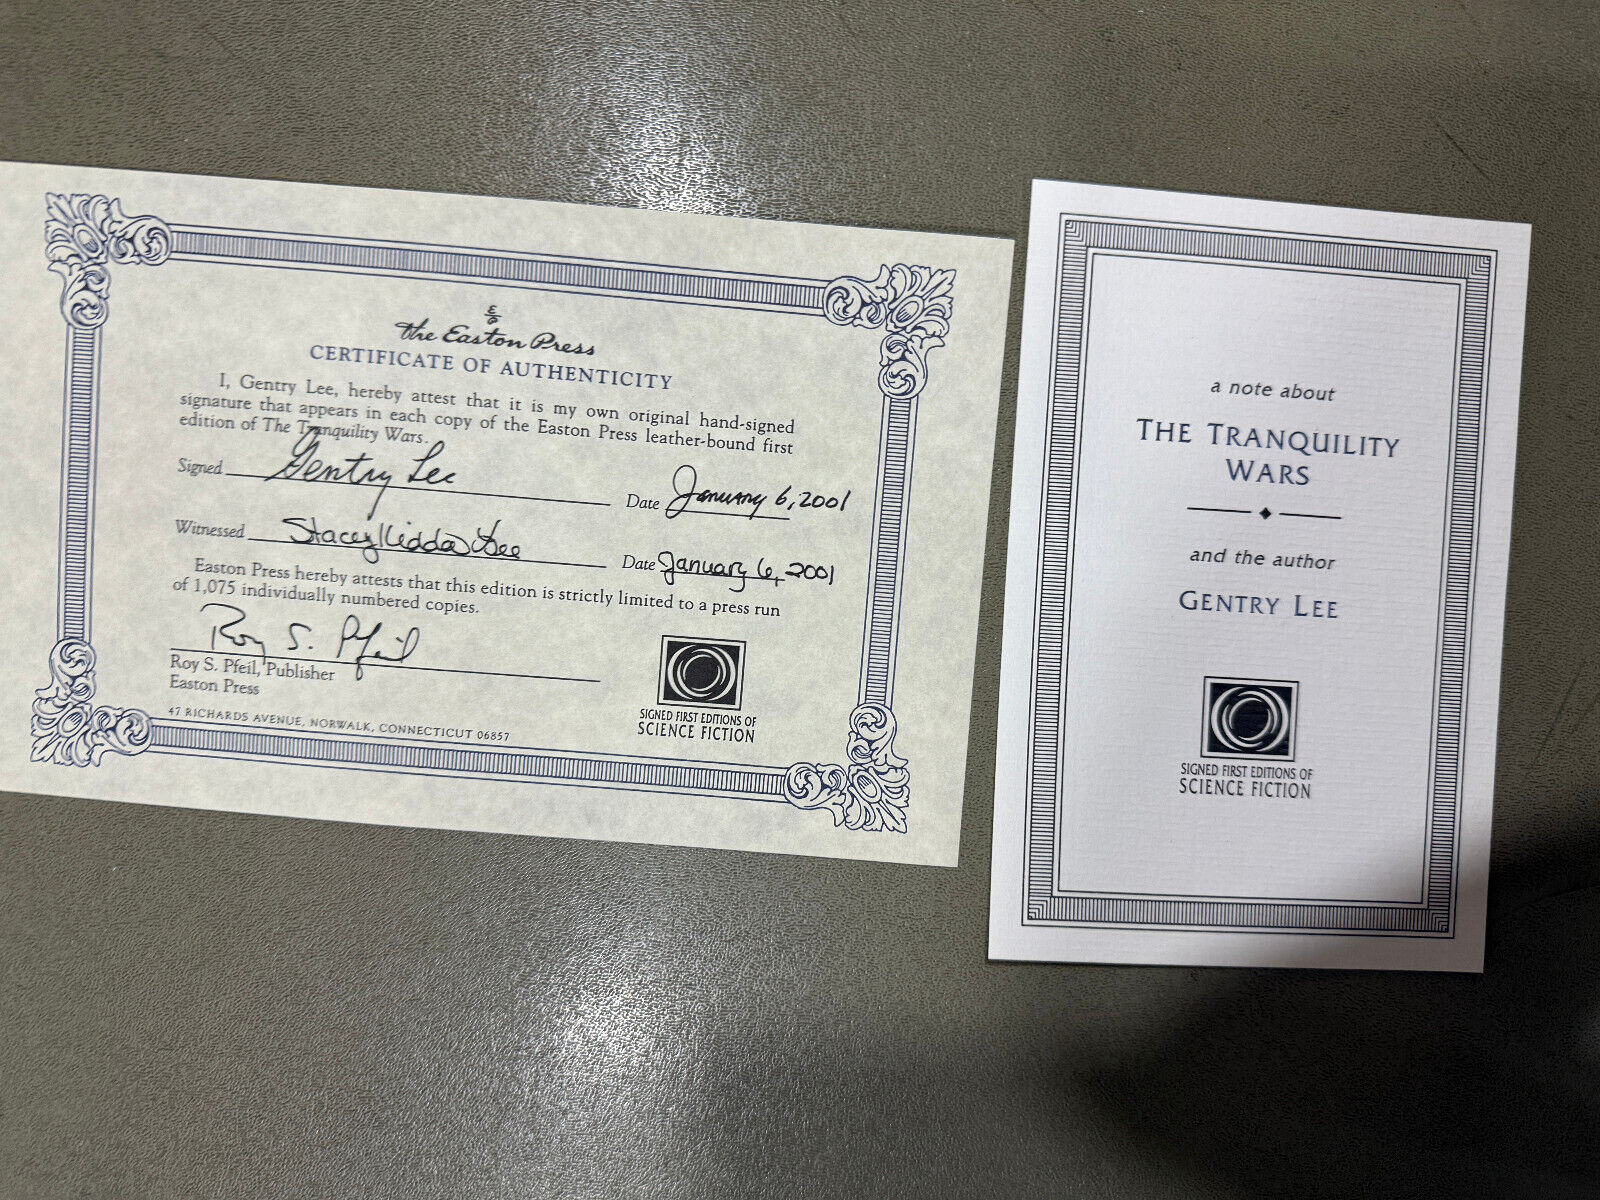 The Easton Press
CERTIFICATE OF AUTHENTICITY
I, Gentry Lee, hereby attest that it is my own original hand-signed
signature that appears in each copy of the Easton Press leather-bound first
edition of The Tranquility Wars.
Signed Gentry Lee Date January 6, 2001
Witnessed Stacey Kiddoo Lee Date January 6, 2001
Easton Press hereby attests that this edition is strictly limited to a press run
of 1,075 individually numbered copies.
Roy S. Pfeil
Roy S. Pfeil, Publisher
Easton Press
47 RICHARDS AVENUE, NORWALK, CONNECTICUT 06857
SIGNED FIRST EDITIONS OF
SCIENCE FICTION
a note about
THE TRANQUILITY
WARS
and the author
GENTRY LEE
SIGNED FIRST EDITIONS OF
SCIENCE FICTION